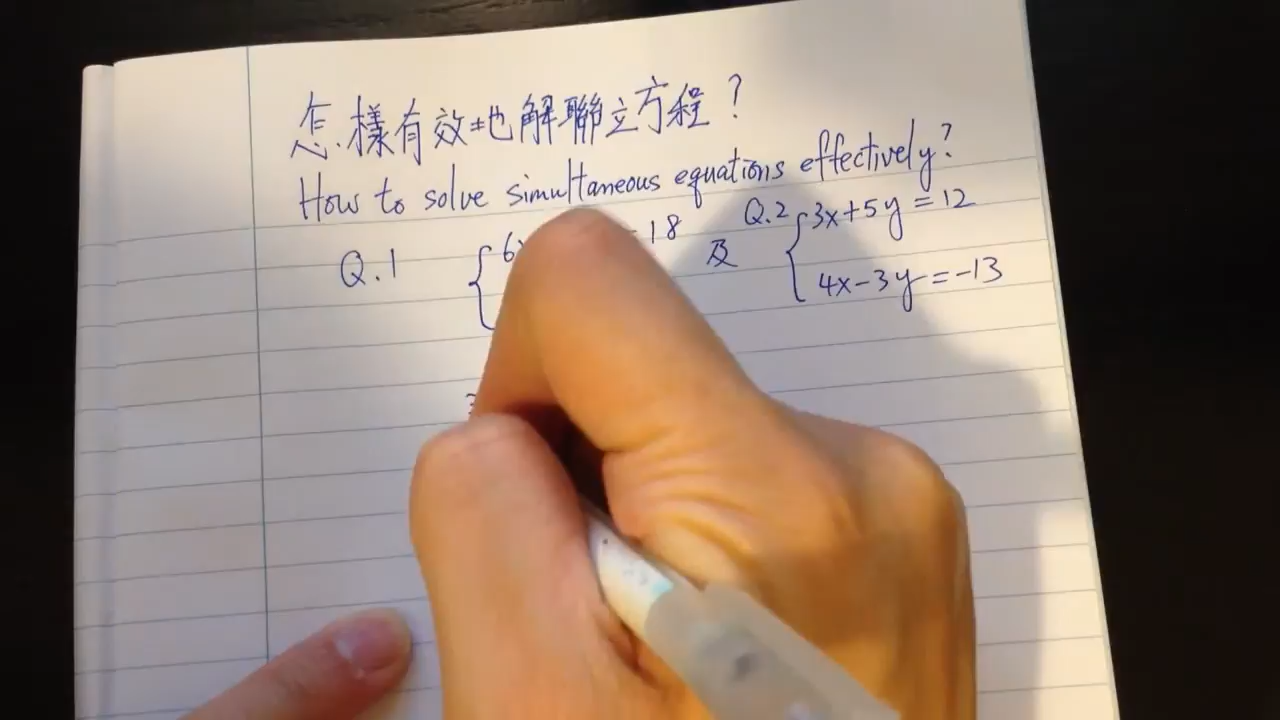 怎樣有效地解聯立方程？
How to solve simultaneous equations effectively?
Q.1
18
及
Q.2
3x+5y=12
4x-3y=-13